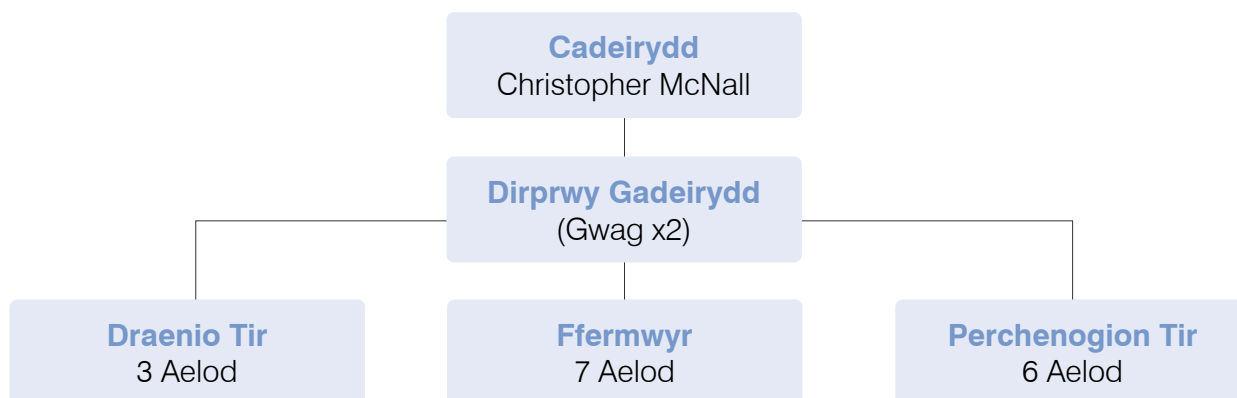 Cadeirydd
Christopher McNall
Dirprwy Gadeirydd
(Gwag x2)
Draenio Tir
3 Aelod
Ffermwyr
7 Aelod
Perchenogion Tir
6 Aelod